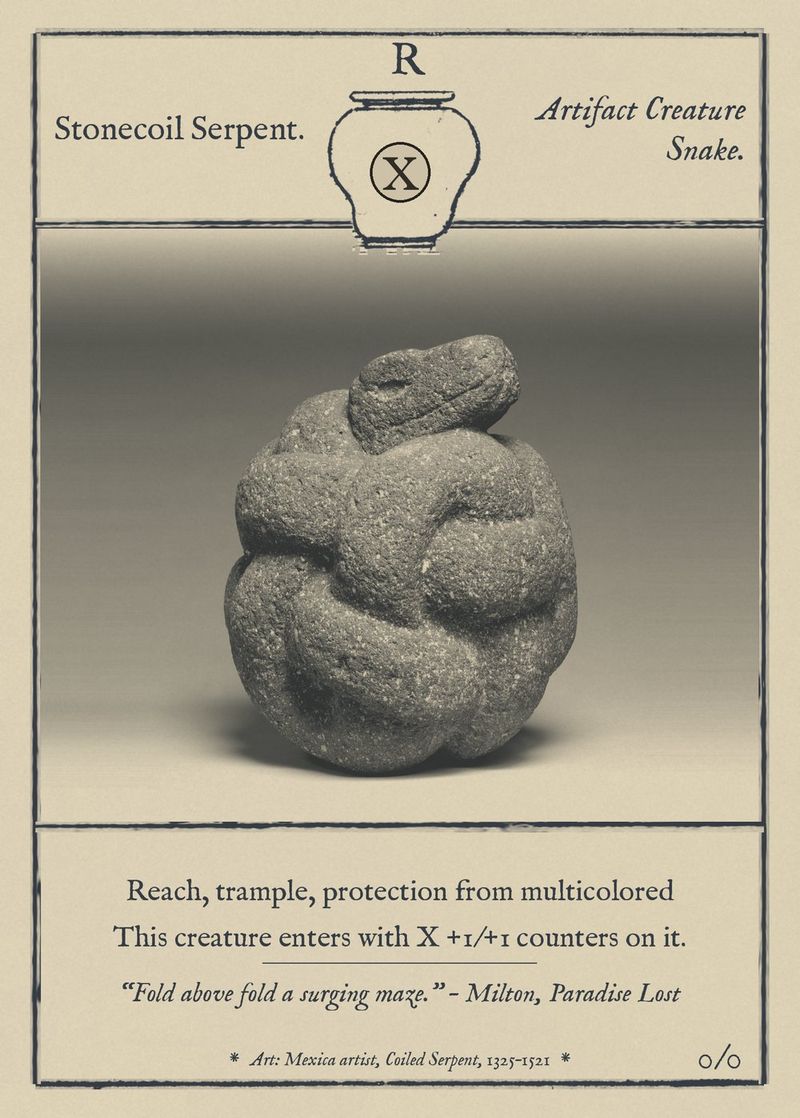 R
Stonecoil Serpent.
X
Artifact Creature
Snake.
Reach, trample, protection from multicolored
This creature enters with X +1/+1 counters on it.
“Fold above fold a surging maze.” - Milton, Paradise Lost
* Art: Mexica artist, Coiled Serpent, 1325-1521 *
0/0